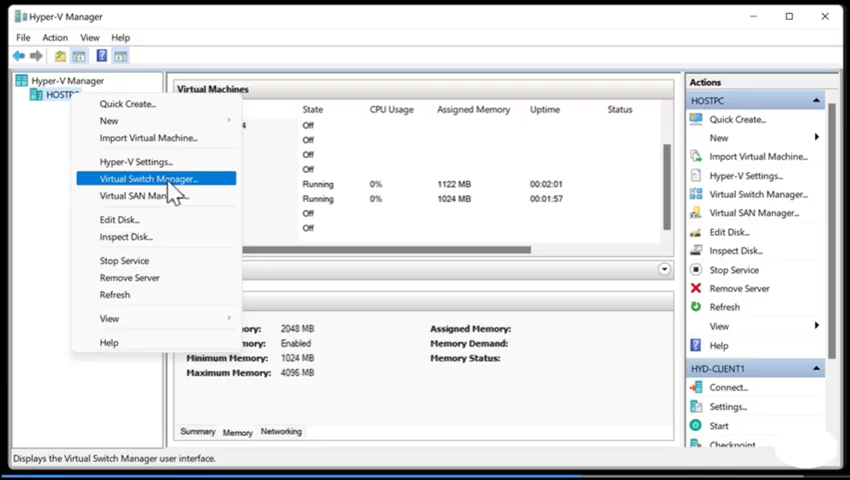 Hyper-V Manager
File Action View Help
Hyper-V Manager
HOSTPC
Quick Create...
New
Import Virtual Machine...
Hyper-V Settings...
Virtual Switch Manager...
Virtual SAN
Edit Disk...
Inspect Disk...
Stop Service
Remove Server
Refresh
View
Help
Virtual Machines
State CPU Usage Assigned Memory Uptime Status
4 Off
Off
Off
Off
Running 0% 1122 MB 00:02:01
Running 0% 1024 MB 00:01:57
Off
Off
2048 MB Assigned Memory:
Enabled Memory Demand:
Minimum Memory: 1024 MB Memory Status:
Maximum Memory: 4096 MB
Summary Memory Networking
Actions
HOSTPC
Quick Create...
New
Import Virtual Machine...
Hyper-V Settings...
Virtual Switch Manager...
Virtual SAN Manager...
Edit Disk...
Inspect Disk...
Stop Service
Remove Server
Refresh
View
Help
HYD-CLIENT1
Connect...
Settings...
Start
Checkpoint
Displays the Virtual Switch Manager user interface.